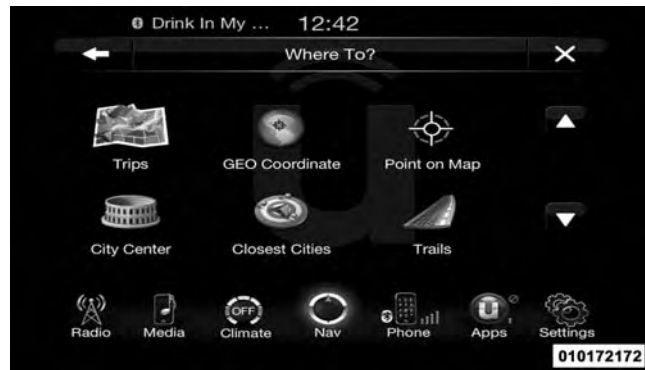 Drink In My ... 12:42
Where To?
Trips GEO Coordinate Point on Map
City Center Closest Cities Trails
OFF
Radio Media Climate Nav Phone Apps Settings
010172172